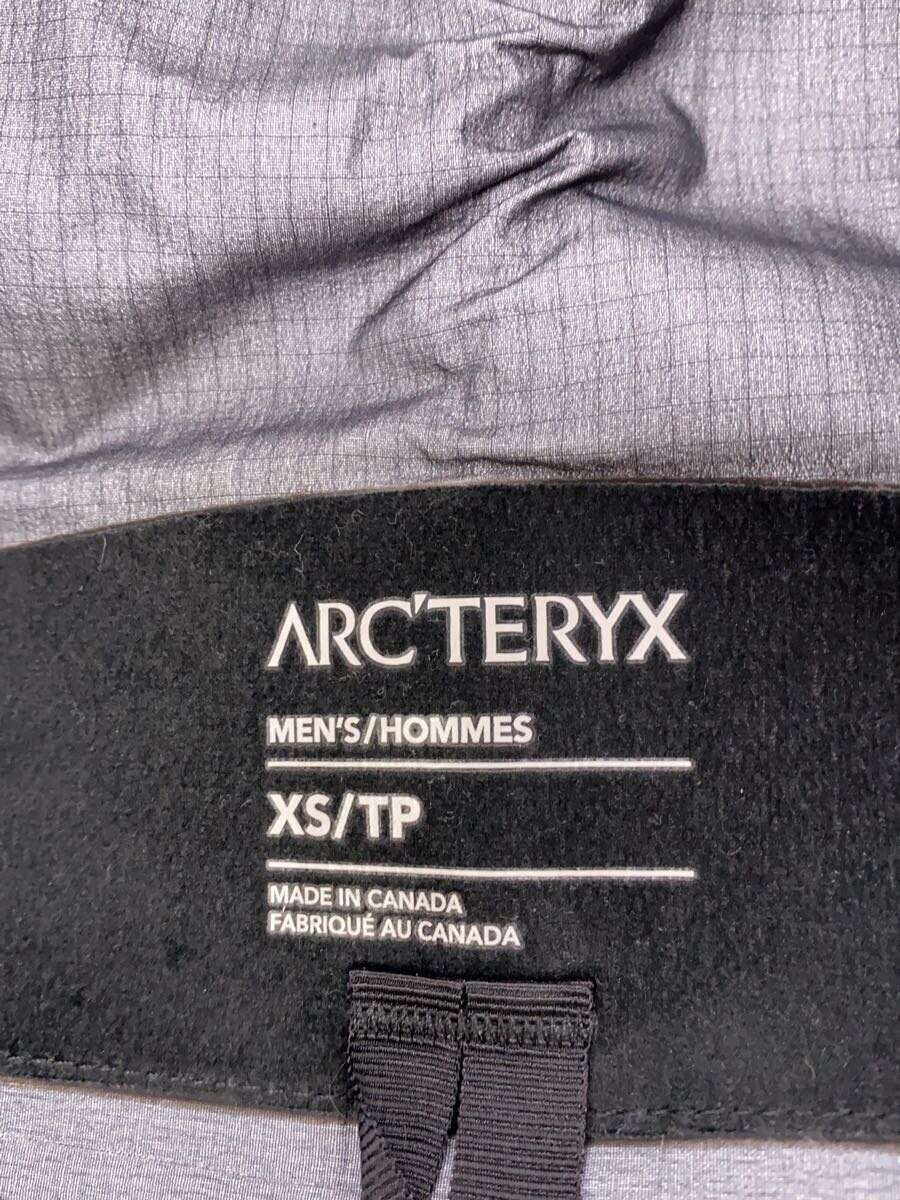 ARC'TERYX
MEN'S/HOMMES
XS/TP
MADE IN CANADA
FABRIQUÉ AU CANADA